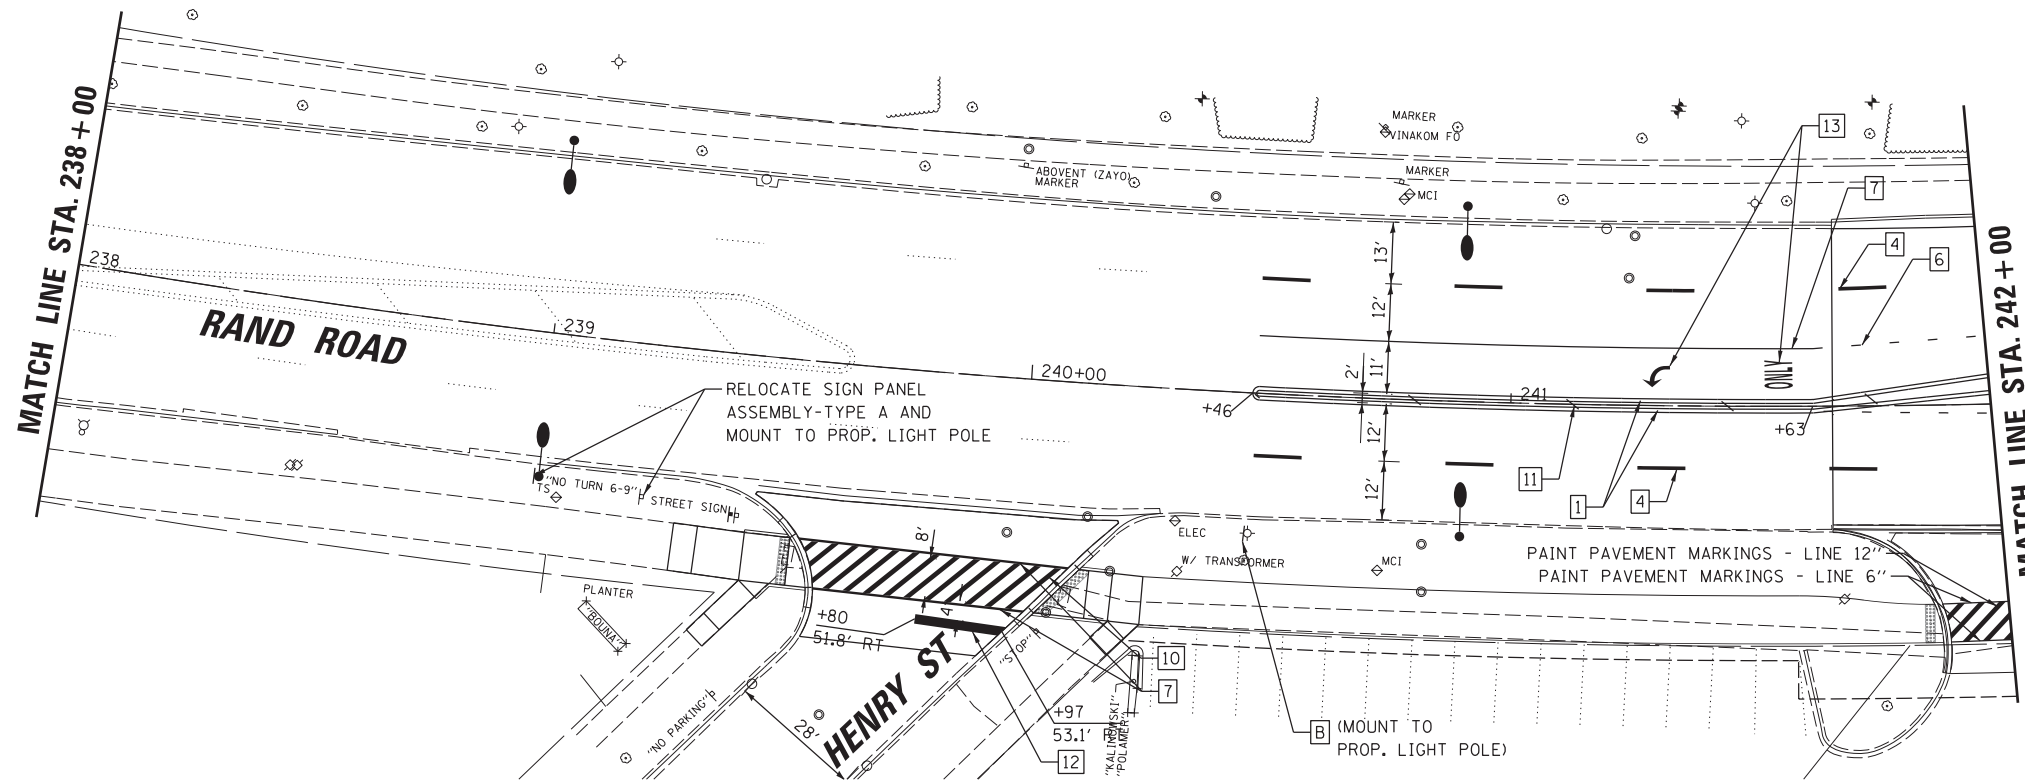 MATCH LINE STA. 238+00
238
RAND ROAD
239
240+00
241
+46
+63
RELOCATE SIGN PANEL
ASSEMBLY-TYPE A AND
MOUNT TO PROP. LIGHT POLE
ABOVENT (ZAYO)
MARKER
MARKER
VINAKOM FO
MARKER
MCI
13
7
4
6
13'
12'
11'
2'
12'
12'
ONLY
11
1
4
MATCH LINE STA. 242+00
"NO TURN 6-9"
TS
STREET SIGN
PLANTER
"BOUNA"
8'
4'
+80
51.8' RT
"STOP"
HENRY ST
"NO PARKING"
28'
ELEC
W/ TRANSFORMER
MCI
PAINT PAVEMENT MARKINGS - LINE 12"
PAINT PAVEMENT MARKINGS - LINE 6"
10
7
+97
53.1'
12
"KALINOWSKI"
"POLAMER"
B
(MOUNT TO
PROP. LIGHT POLE)